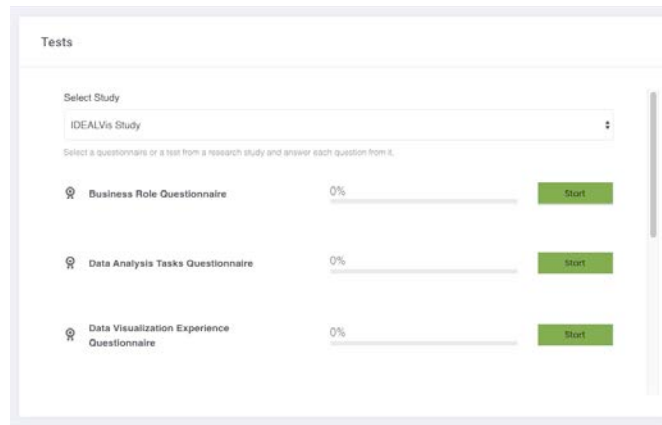 Tests
Select Study
IDEALVis Study
Select a questionnaire or a test from a research study and answer each question from it.
Business Role Questionnaire 0% Start
Data Analysis Tasks Questionnaire 0% Start
Data Visualization Experience
Questionnaire 0% Start